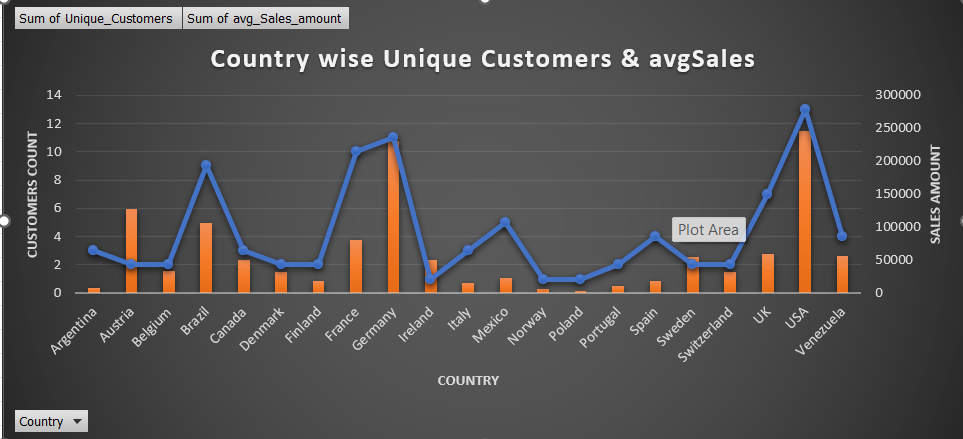 Sum of Unique_Customers Sum of avg_Sales_amount
Country wise Unique Customers & avgSales
CUSTOMERS COUNT
14
12
10
8
6
4
2
0
300000
250000
200000
150000
100000
50000
0
SALES AMOUNT
Plot Area
Argentina
Austria
Belgium
Brazil
Canada
Denmark
Finland
France
Germany
Ireland
Italy
Mexico
Norway
Poland
Portugal
Spain
Sweden
Switzerland
UK
USA
Venezuela
COUNTRY
Country